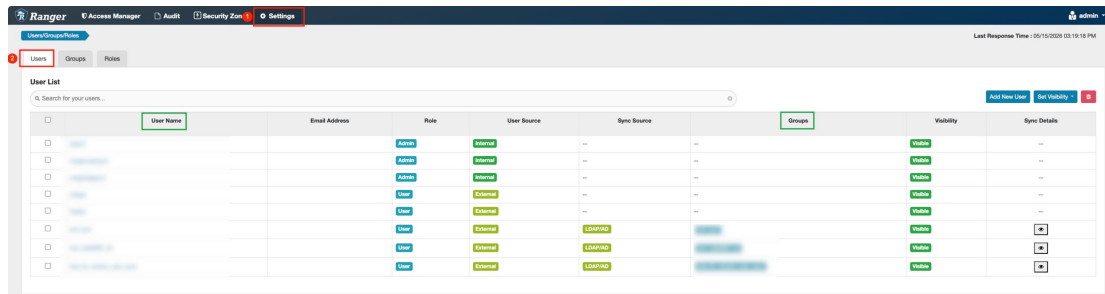 Ranger Access Manager Audit Security Zon 1 Settings admin
Users/Groups/Roles Last Response Time : 05/15/2026 03:19:18 PM
2 Users Groups Roles
User List
Search for your users... Add New User Set Visibility
User Name Email Address Role User Source Sync Source Groups Visibility Sync Details
Admin Internal -- -- Visible --
Admin Internal -- -- Visible --
Admin Internal -- -- Visible --
User External -- -- Visible --
User External -- -- Visible --
User External LDAP/AD Visible
User External LDAP/AD Visible
User External LDAP/AD Visible